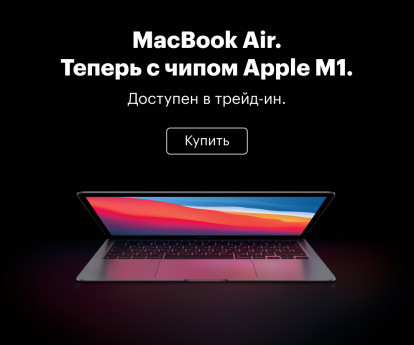 MacBook Air.
Теперь с чипом Apple M1.
Доступен в трейд-ин.
Купить